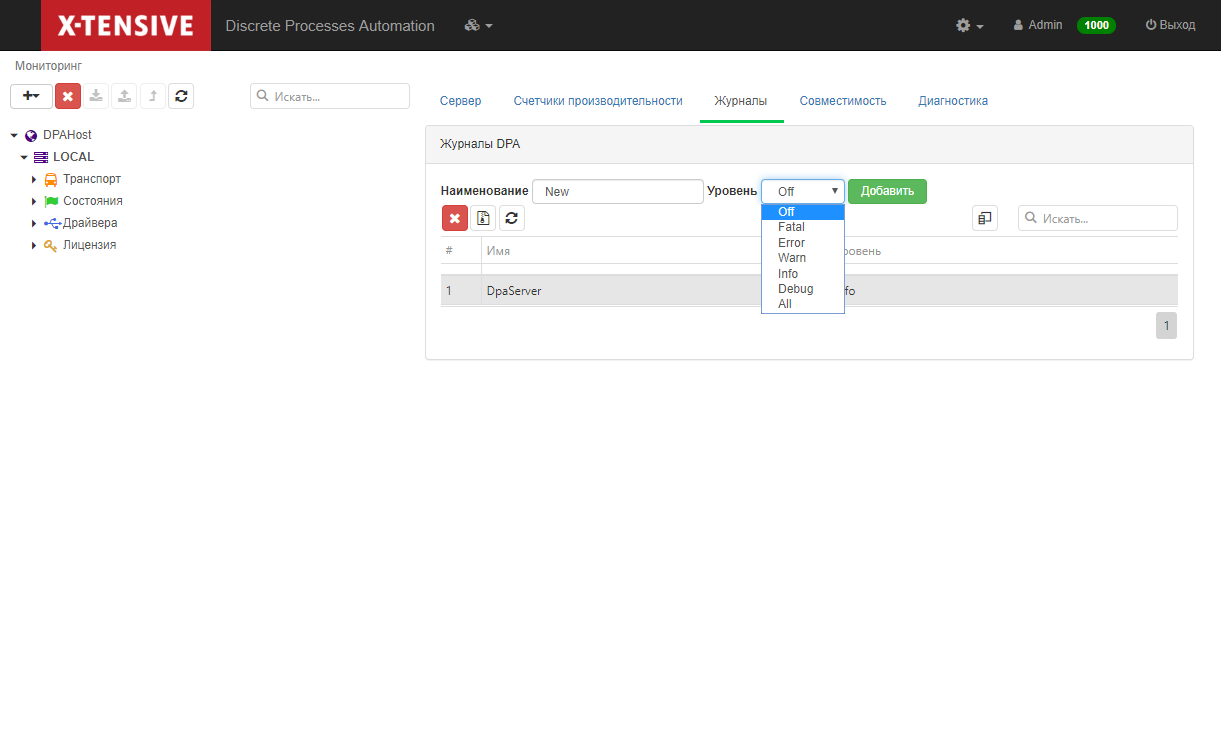 X-TENSIVE Discrete Processes Automation Admin 1000 Выход
Мониторинг
Искать...
Сервер Счетчики производительности Журналы Совместимость Диагностика
DPAHost
LOCAL
Транспорт
Состояния
Драйвера
Лицензия
Журналы DPA
Наименование New Уровень Off Добавить
Искать...
Off
Fatal
Error
Warn
Info
Debug
All
# Имя ровень
1 DpaServer fo
1